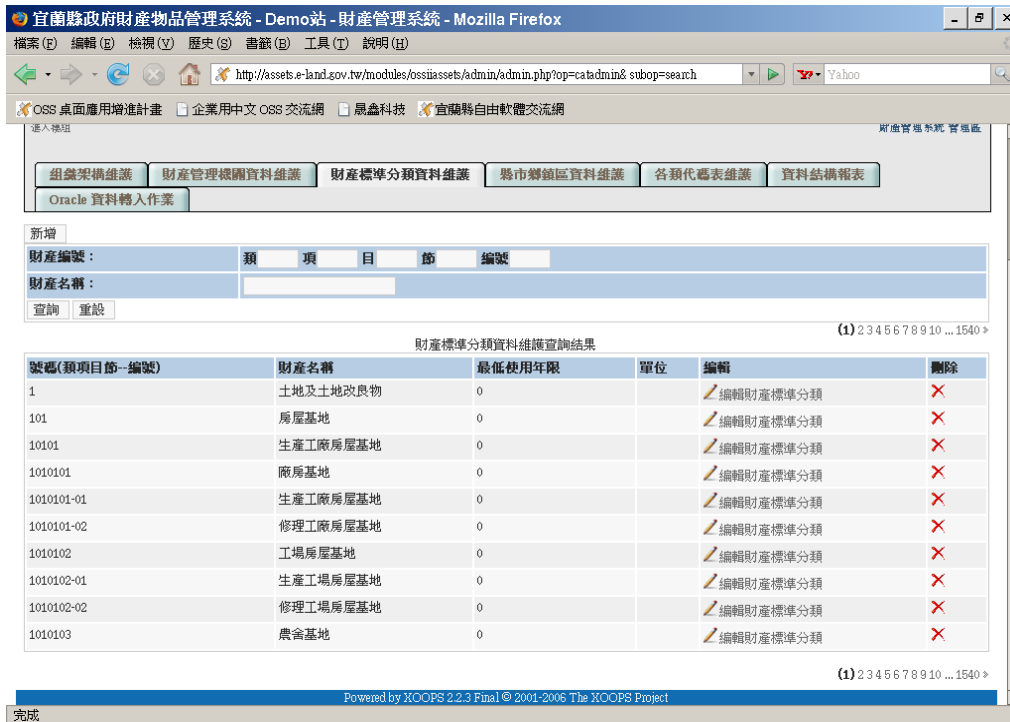 宜蘭縣政府財產物品管理系統 - Demo站 - 財產管理系統 - Mozilla Firefox
檔案(F) 編輯(E) 檢視(V) 歷史(S) 書籤(B) 工具(T) 說明(H)
http://assets.e-land.gov.tw/modules/ossiiassets/admin/admin.php?op=catadmin& subop=search Yahoo
OSS 桌面應用增進計畫 企業用中文 OSS 交流網 晟鑫科技 宜蘭縣自由軟體交流網
進入模組 財產管理系統 管理區
組織架構維護 財產管理機關資料維護 財產標準分類資料維護 縣市鄉鎮區資料維護 各類代碼表維護 資料結構報表
Oracle 資料轉入作業
新增
財產編號: 類 項 目 節 編號
財產名稱:
查詢 重設
(1) 2 3 4 5 6 7 8 9 10 ... 1540 »
財產標準分類資料維護查詢結果
號碼(類項目節--編號) 財產名稱 最低使用年限 單位 編輯 刪除
1 土地及土地改良物 0 編輯財產標準分類
101 房屋基地 0 編輯財產標準分類
10101 生產工廠房屋基地 0 編輯財產標準分類
1010101 廠房基地 0 編輯財產標準分類
1010101-01 生產工廠房屋基地 0 編輯財產標準分類
1010101-02 修理工廠房屋基地 0 編輯財產標準分類
1010102 工場房屋基地 0 編輯財產標準分類
1010102-01 生產工場房屋基地 0 編輯財產標準分類
1010102-02 修理工場房屋基地 0 編輯財產標準分類
1010103 農舍基地 0 編輯財產標準分類
(1) 2 3 4 5 6 7 8 9 10 ... 1540 »
Powered by XOOPS 2.2.3 Final © 2001-2006 The XOOPS Project
完成